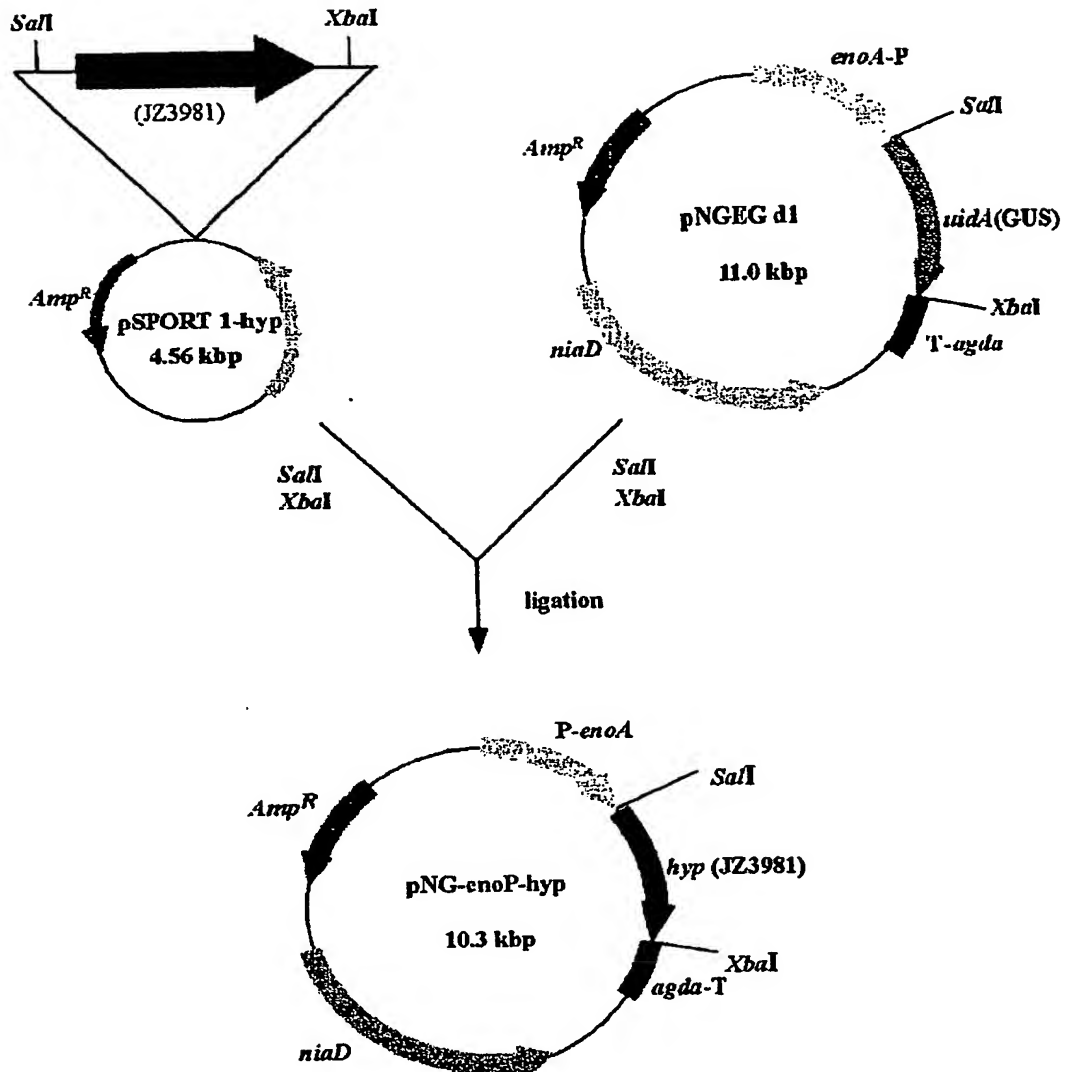 SalI
XbaI
(JZ3981)
AmpR
pSPORT 1-hyp
4.56 kbp
enoA-P
SalI
AmpR
pNGEG d1
11.0 kbp
uidA(GUS)
XbaI
T-agda
niaD
SalI
XbaI
SalI
XbaI
ligation
P-enoA
SalI
AmpR
hyp (JZ3981)
pNG-enoP-hyp
10.3 kbp
XbaI
agda-T
niaD